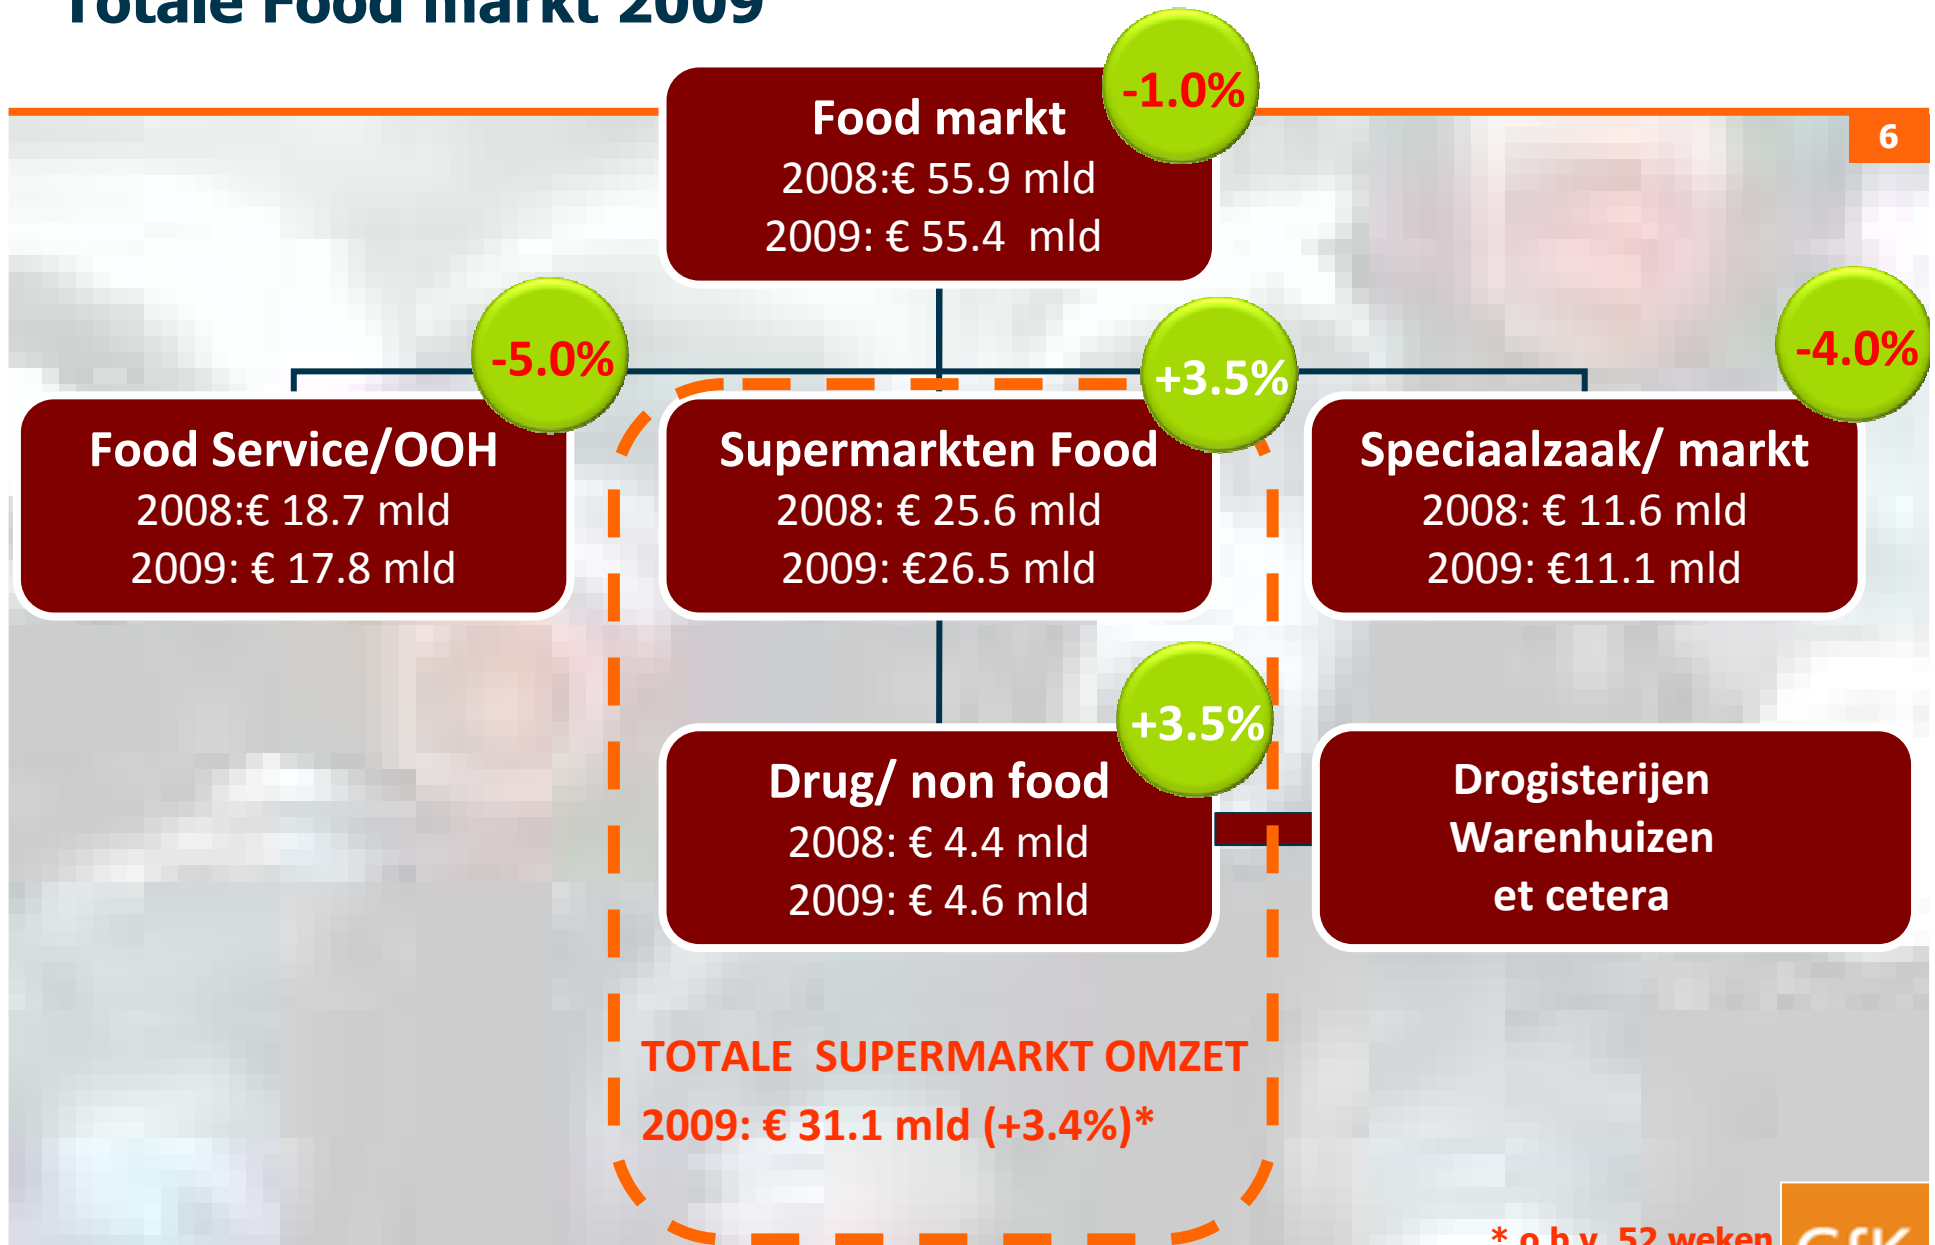 Totale Food markt 2009
-1.0%
Food markt
2008:€ 55.9 mld
2009: € 55.4 mld
6
-5.0%
+3.5%
-4.0%
Food Service/OOH
2008:€ 18.7 mld
2009: € 17.8 mld
Supermarkten Food
2008: € 25.6 mld
2009: €26.5 mld
Speciaalzaak/ markt
2008: € 11.6 mld
2009: €11.1 mld
+3.5%
Drug/ non food
2008: € 4.4 mld
2009: € 4.6 mld
Drogisterijen
Warenhuizen
et cetera
TOTALE SUPERMARKT OMZET
2009: € 31.1 mld (+3.4%)*
* o.b.v. 52 weken
GfK